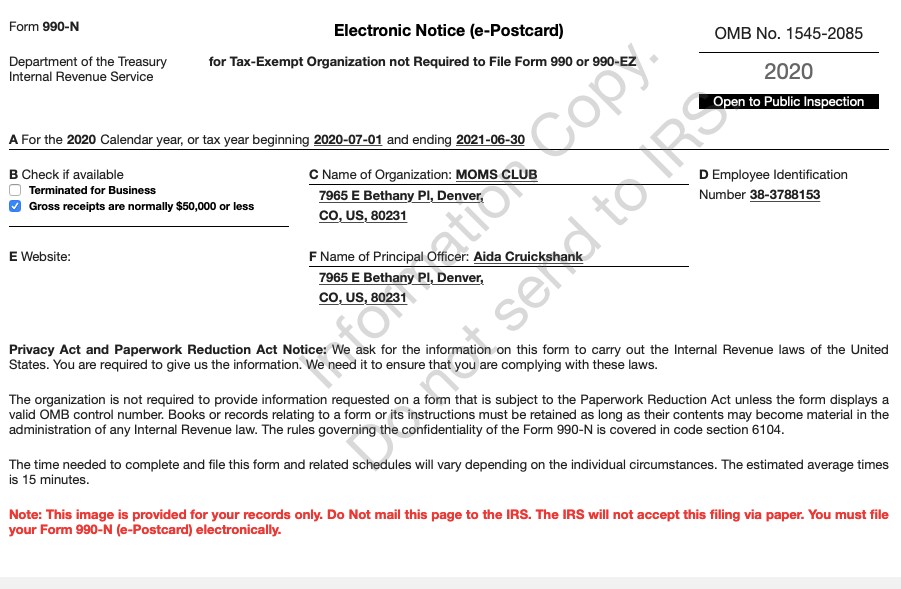 Form 990-N
Electronic Notice (e-Postcard)
OMB No. 1545-2085
Department of the Treasury
Internal Revenue Service
for Tax-Exempt Organization not Required to File Form 990 or 990-EZ
2020
Open to Public Inspection
A For the 2020 Calendar year, or tax year beginning 2020-07-01 and ending 2021-06-30
B Check if available
Terminated for Business
Gross receipts are normally $50,000 or less
C Name of Organization: MOMS CLUB
7965 E Bethany Pl, Denver,
CO, US, 80231
D Employee Identification
Number 38-3788153
E Website:
F Name of Principal Officer: Aida Cruickshank
7965 E Bethany Pl, Denver,
CO, US, 80231
Privacy Act and Paperwork Reduction Act Notice: We ask for the information on this form to carry out the Internal Revenue laws of the United
States. You are required to give us the information. We need it to ensure that you are complying with these laws.
The organization is not required to provide information requested on a form that is subject to the Paperwork Reduction Act unless the form displays a
valid OMB control number. Books or records relating to a form or its instructions must be retained as long as their contents may become material in the
administration of any Internal Revenue law. The rules governing the confidentiality of the Form 990-N is covered in code section 6104.
The time needed to complete and file this form and related schedules will vary depending on the individual circumstances. The estimated average times
is 15 minutes.
Note: This image is provided for your records only. Do Not mail this page to the IRS. The IRS will not accept this filing via paper. You must file
your Form 990-N (e-Postcard) electronically.
Information Copy.
Do not send to IRS